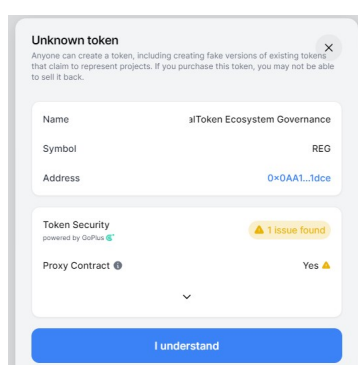 Unknown token
Anyone can create a token, including creating fake versions of existing tokens
that claim to represent projects. If you purchase this token, you may not be able
to sell it back.
Name alToken Ecosystem Governance
Symbol REG
Address 0x0AA1...1dce
Token Security 1 issue found
powered by GoPlus
Proxy Contract Yes
I understand